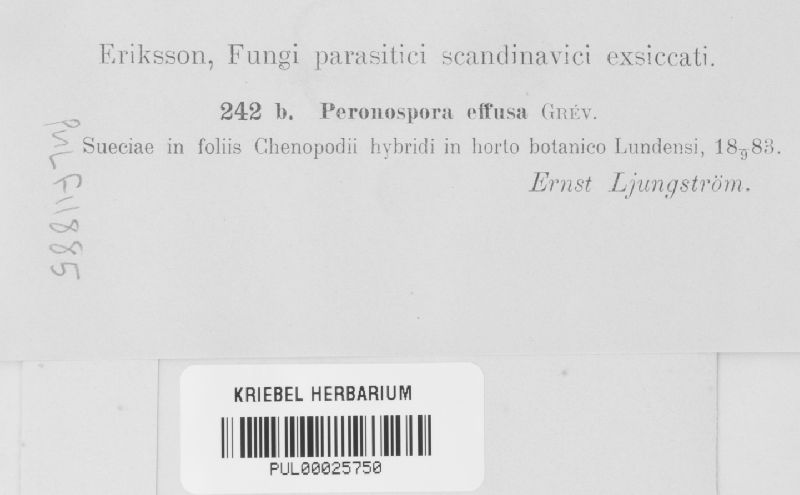 Eriksson, Fungi parasitici scandinavici exsiccati.
242 b. Peronospora effusa GRÉV.
Sueciae in foliis Chenopodii hybridi in horto botanico Lundensi, 18 9 83.
Ernst Ljungström.
PUL F11885
KRIEBEL HERBARIUM
PUL00025750